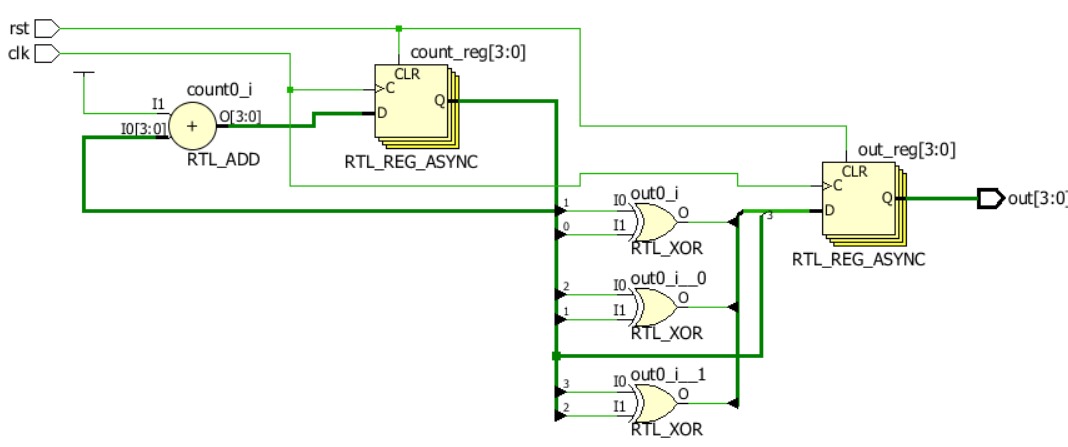 rst
clk
count_reg[3:0]
CLR
C
D
Q
RTL_REG_ASYNC
count0_i
I1
I0[3:0]
+
O[3:0]
RTL_ADD
out_reg[3:0]
CLR
C
D
Q
RTL_REG_ASYNC
out[3:0]
3
out0_i
1 I0
0 I1
O
RTL_XOR
out0_i__0
2 I0
1 I1
O
RTL_XOR
out0_i__1
3 I0
2 I1
O
RTL_XOR